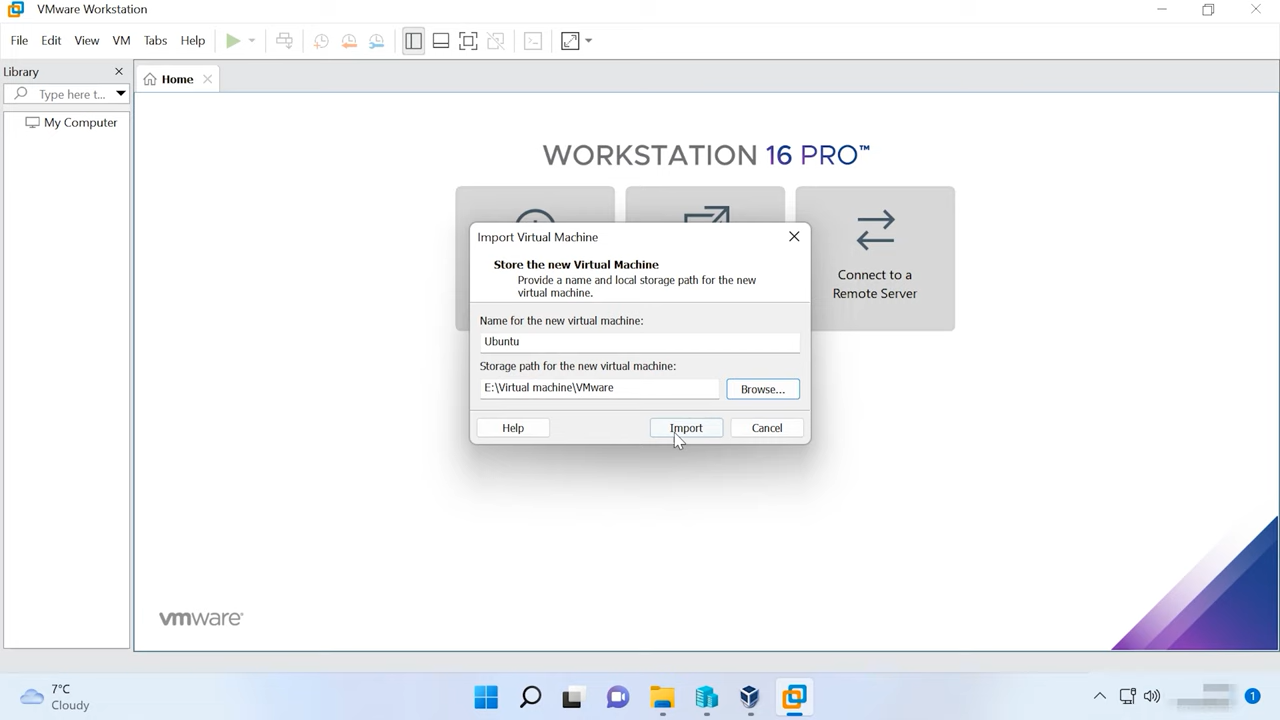 VMware Workstation
File Edit View VM Tabs Help
Library
Type here t...
My Computer
Home
WORKSTATION 16 PRO™
Connect to a
Remote Server
Import Virtual Machine
Store the new Virtual Machine
Provide a name and local storage path for the new
virtual machine.
Name for the new virtual machine:
Ubuntu
Storage path for the new virtual machine:
E:\Virtual machine\VMware
Browse...
Help
Import
Cancel
vmware®
7°C
Cloudy
1